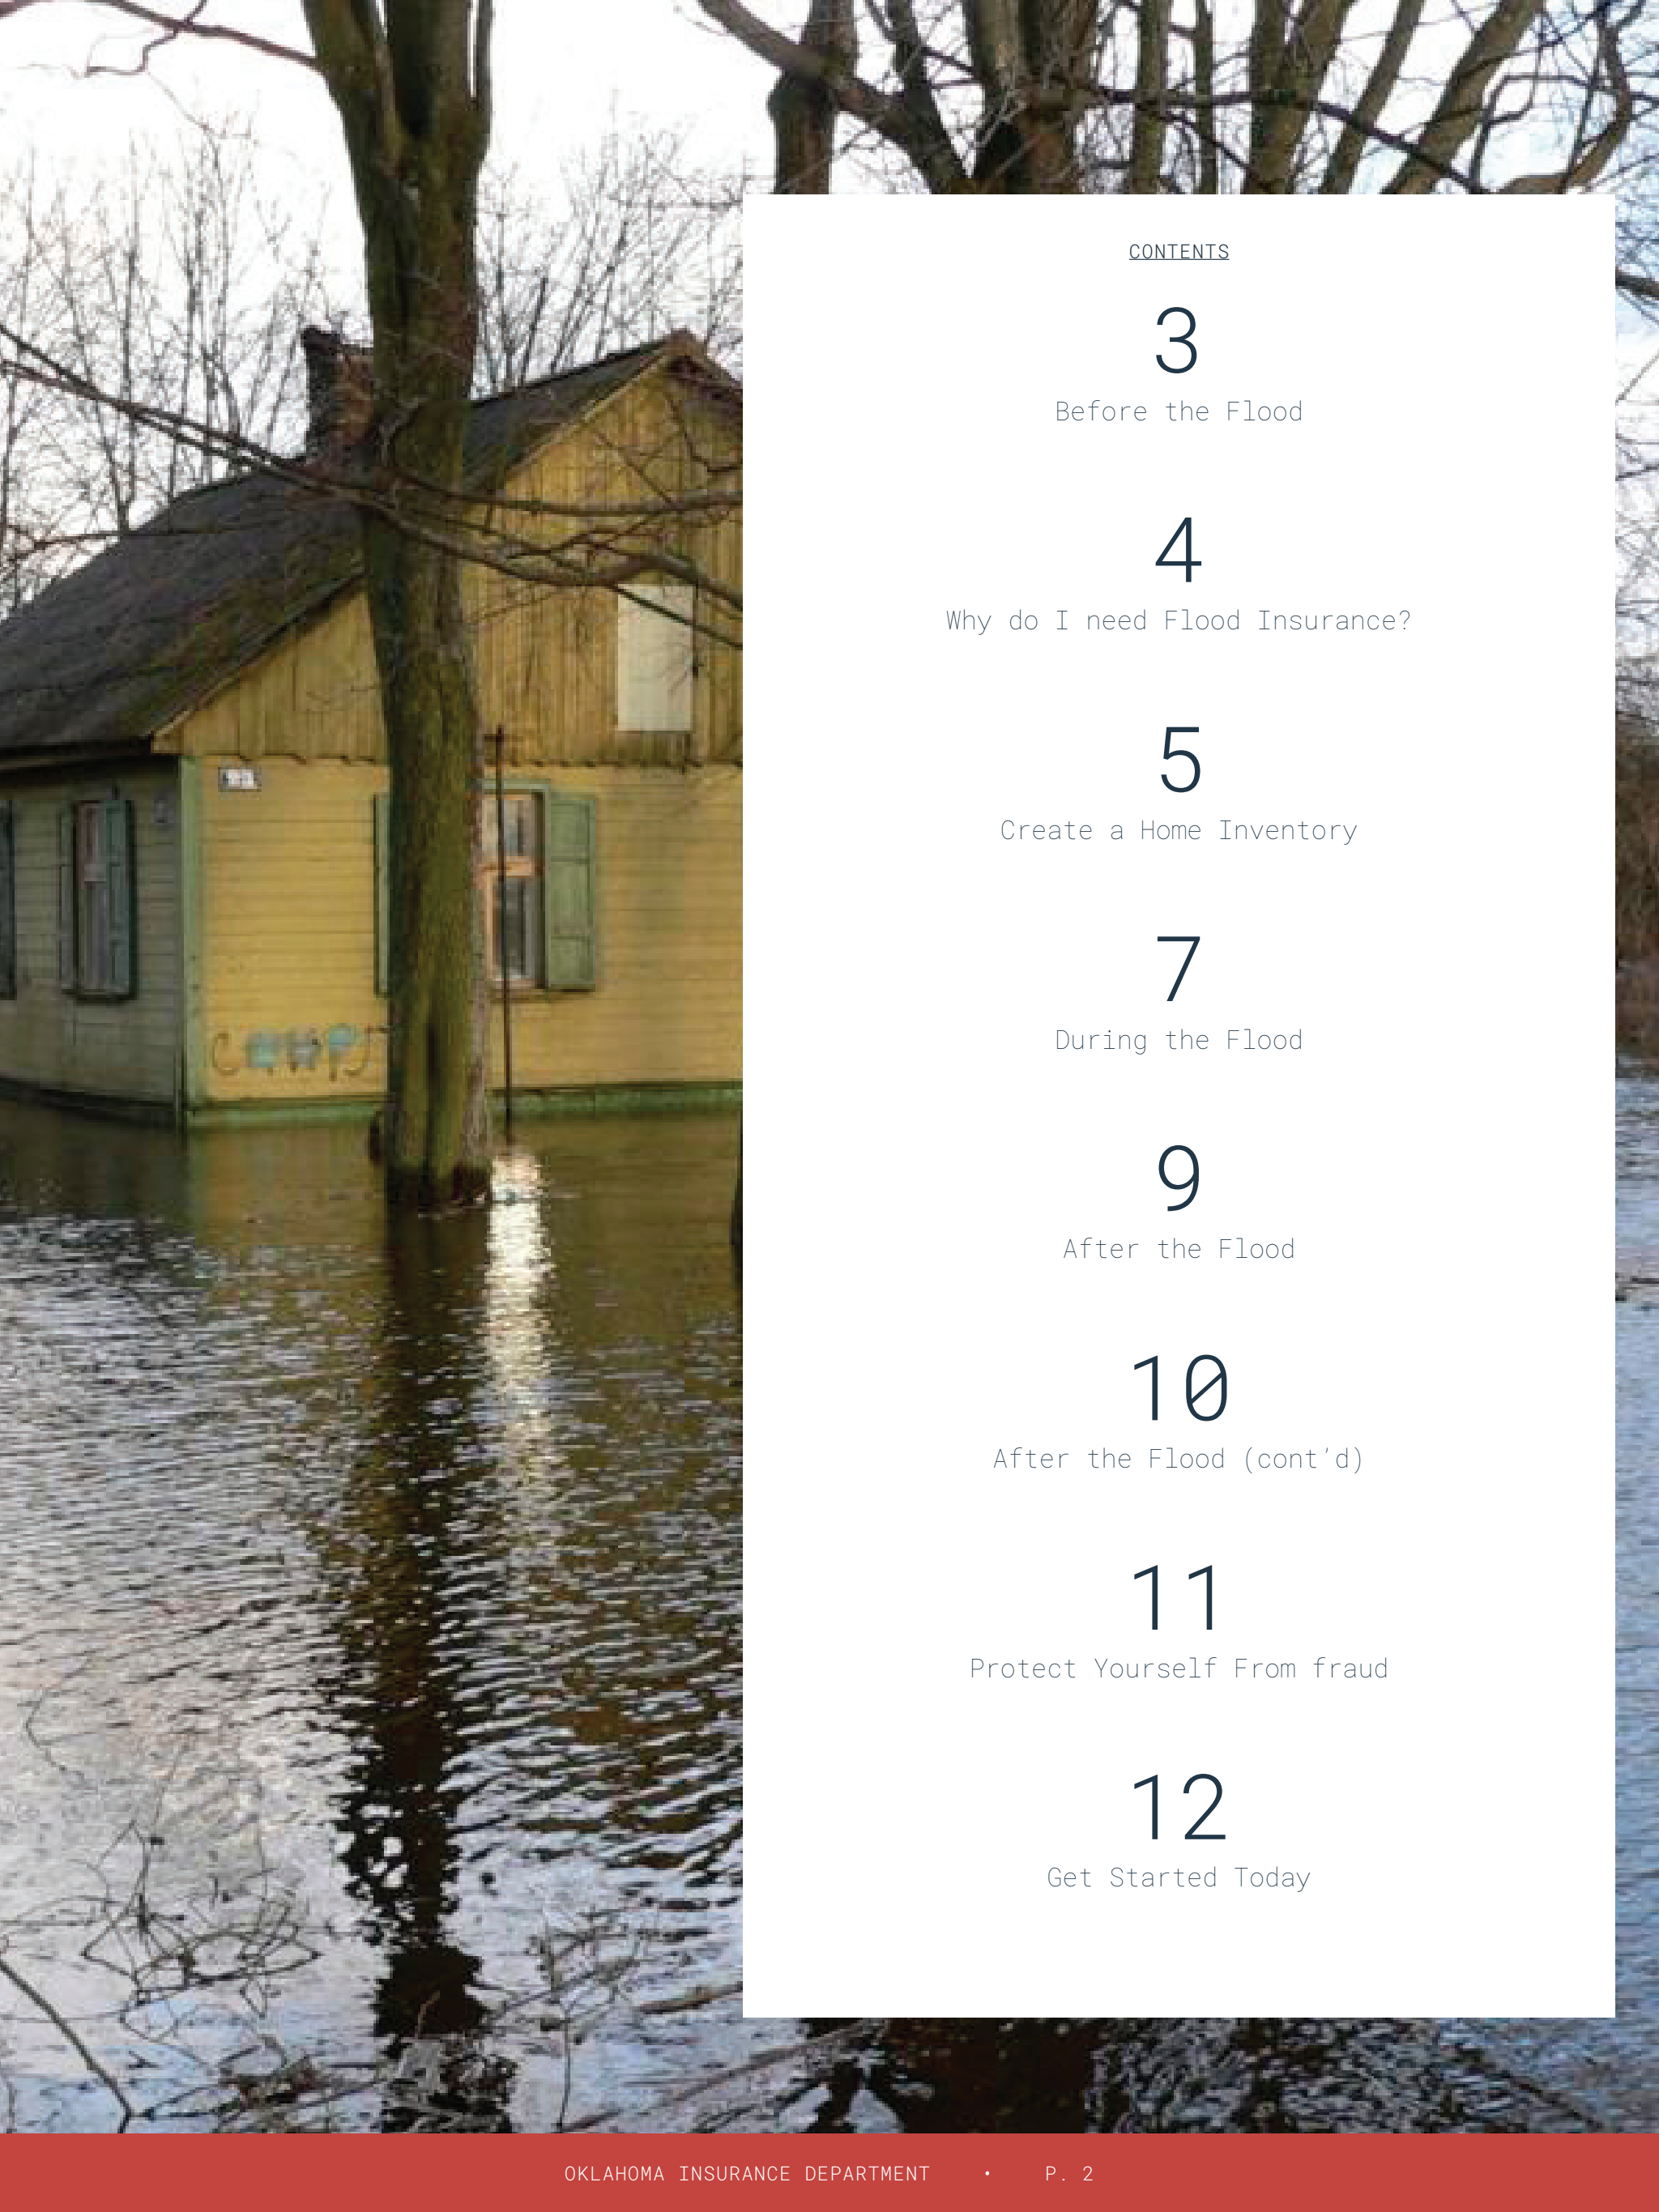 CONTENTS
3
Before the Flood
4
Why do I need Flood Insurance?
5
Create a Home Inventory
7
During the Flood
9
After the Flood
10
After the Flood (cont'd)
11
Protect Yourself From fraud
12
Get Started Today
OKLAHOMA INSURANCE DEPARTMENT • P. 2